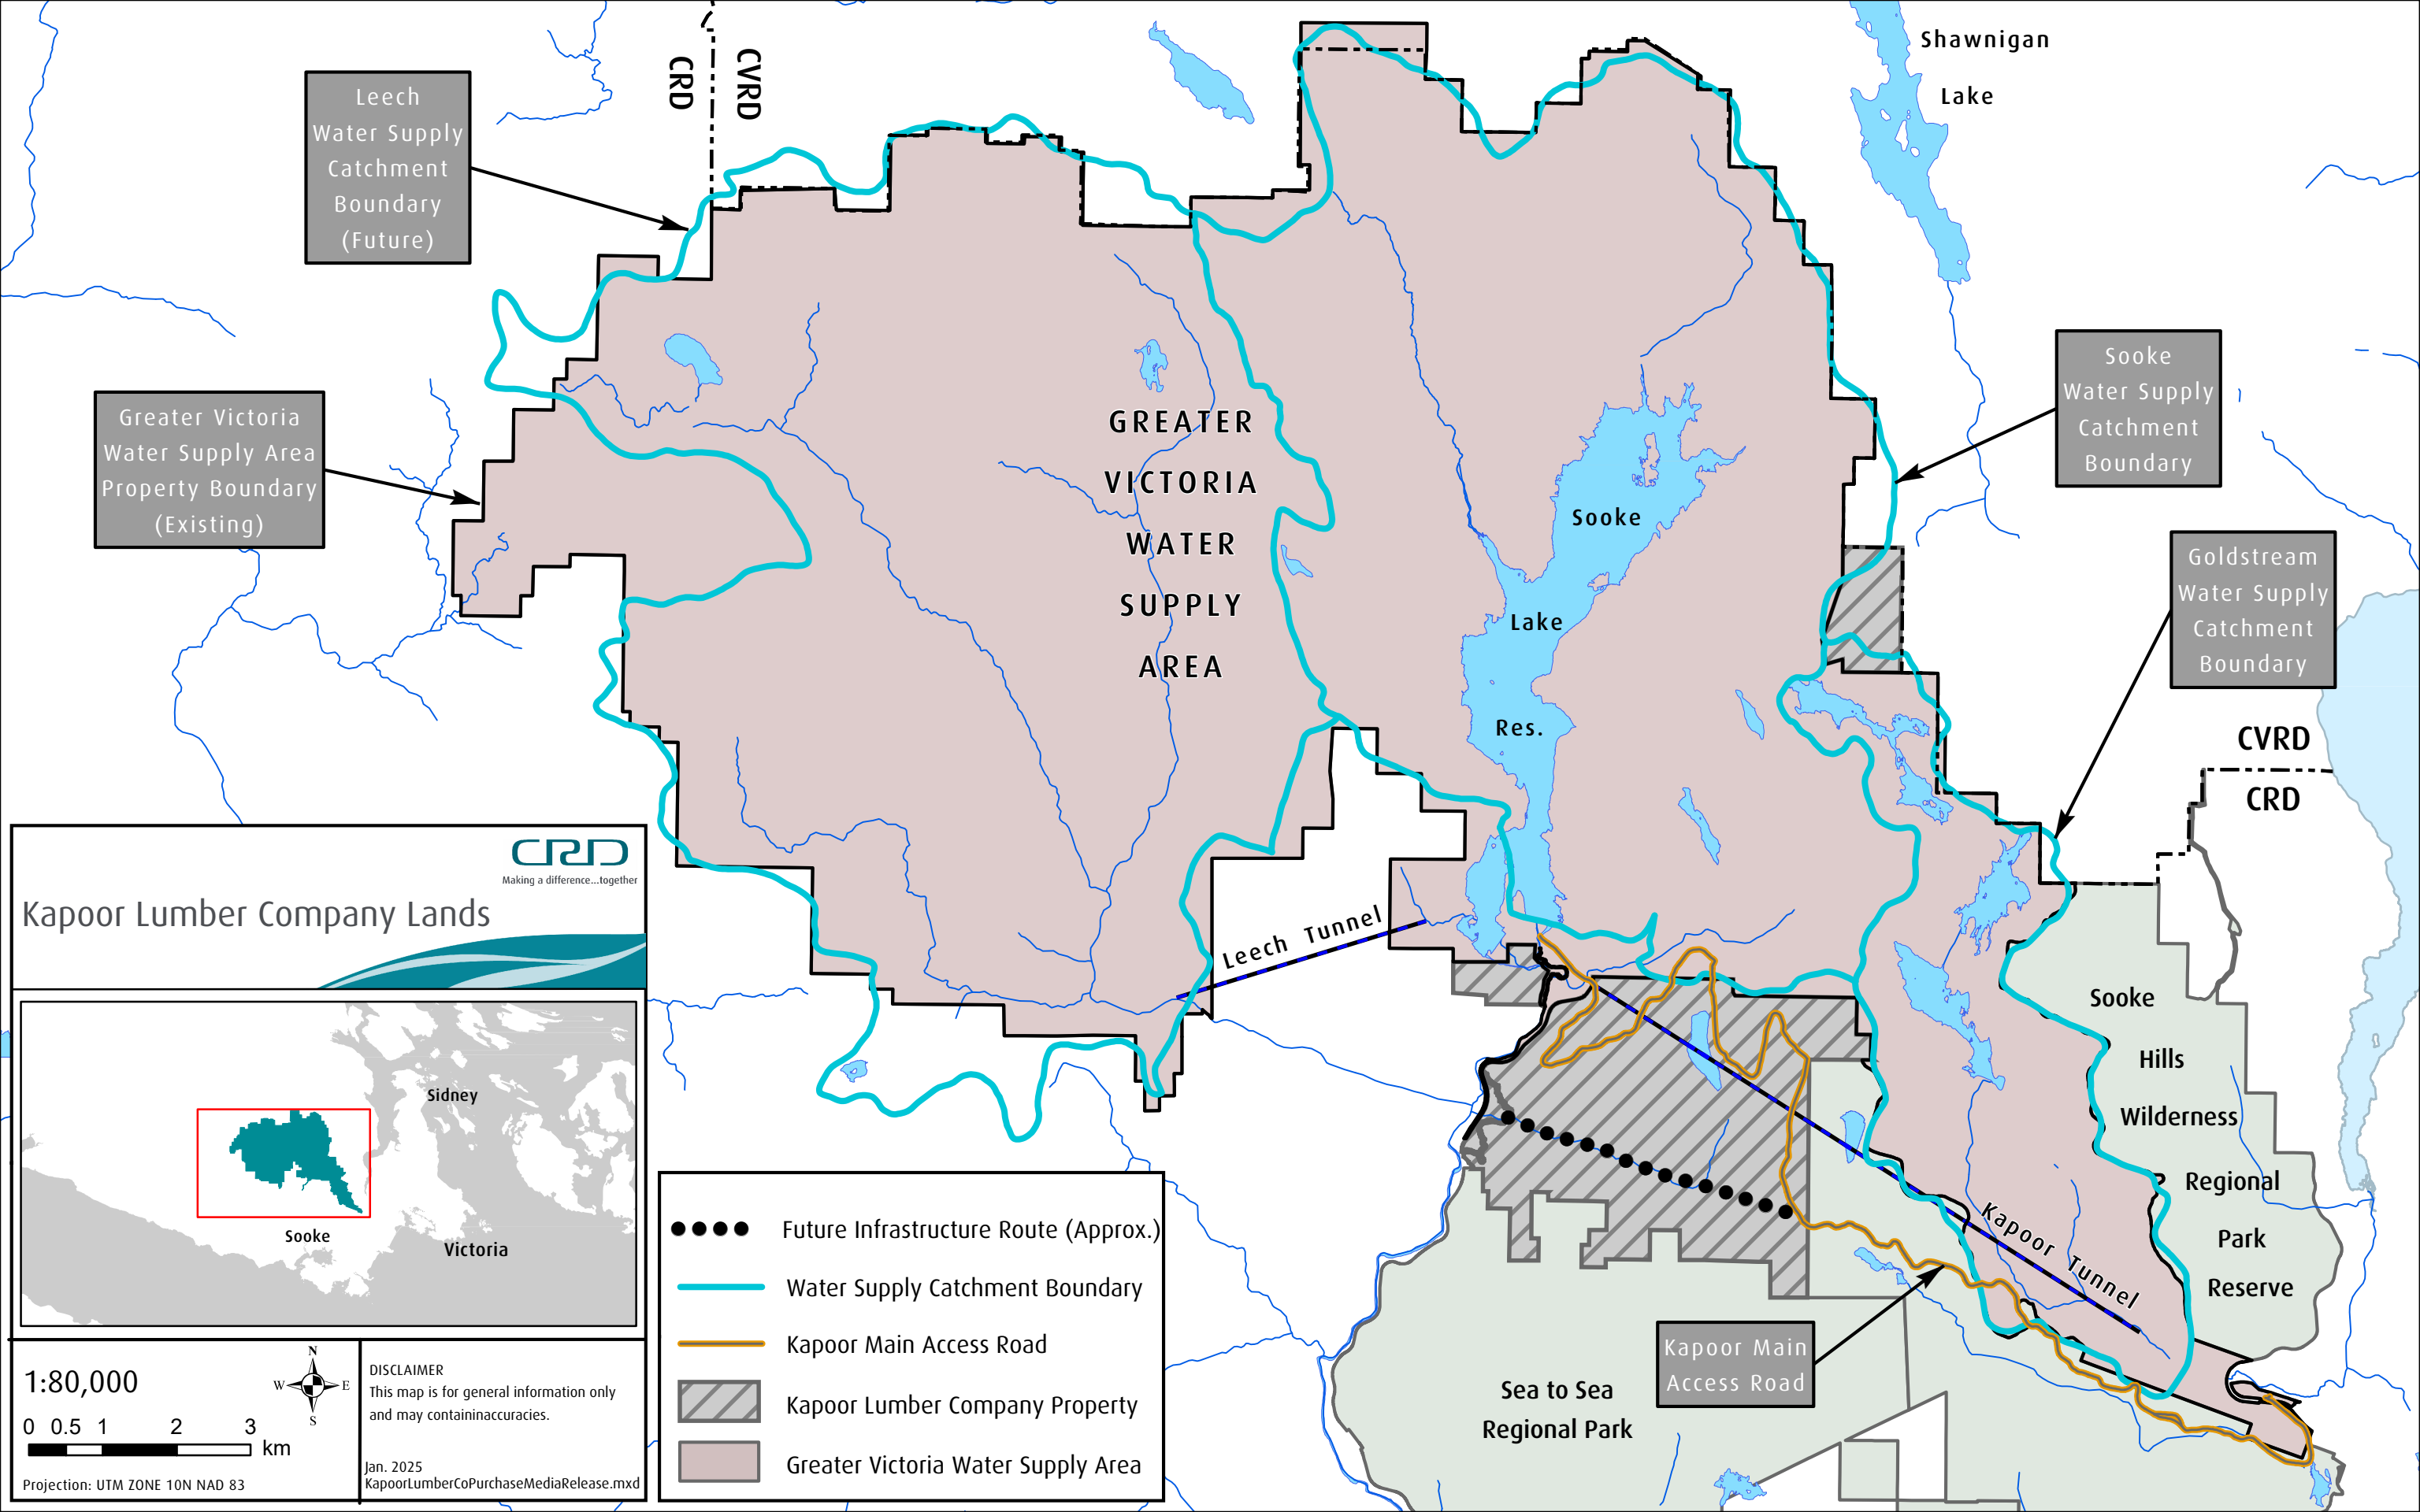 CRD
CVRD
Shawnigan
Lake
Leech
Water Supply
Catchment
Boundary
(Future)
Greater Victoria
Water Supply Area
Property Boundary
(Existing)
GREATER
VICTORIA
WATER
SUPPLY
AREA
Sooke
Lake
Res.
Sooke
Water Supply
Catchment
Boundary
Goldstream
Water Supply
Catchment
Boundary
CVRD
CRD
Leech Tunnel
Sooke
Hills
Wilderness
Regional
Park
Reserve
Kapoor Tunnel
Kapoor Main
Access Road
Sea to Sea
Regional Park
CRD
Making a difference...together
Kapoor Lumber Company Lands
Sidney
Sooke
Victoria
1:80,000
0 0.5 1 2 3
km
Projection: UTM ZONE 10N NAD 83
N
W E
S
DISCLAIMER
This map is for general information only
and may containinaccuracies.
Jan. 2025
KapoorLumberCoPurchaseMediaRelease.mxd
Future Infrastructure Route (Approx.)
Water Supply Catchment Boundary
Kapoor Main Access Road
Kapoor Lumber Company Property
Greater Victoria Water Supply Area